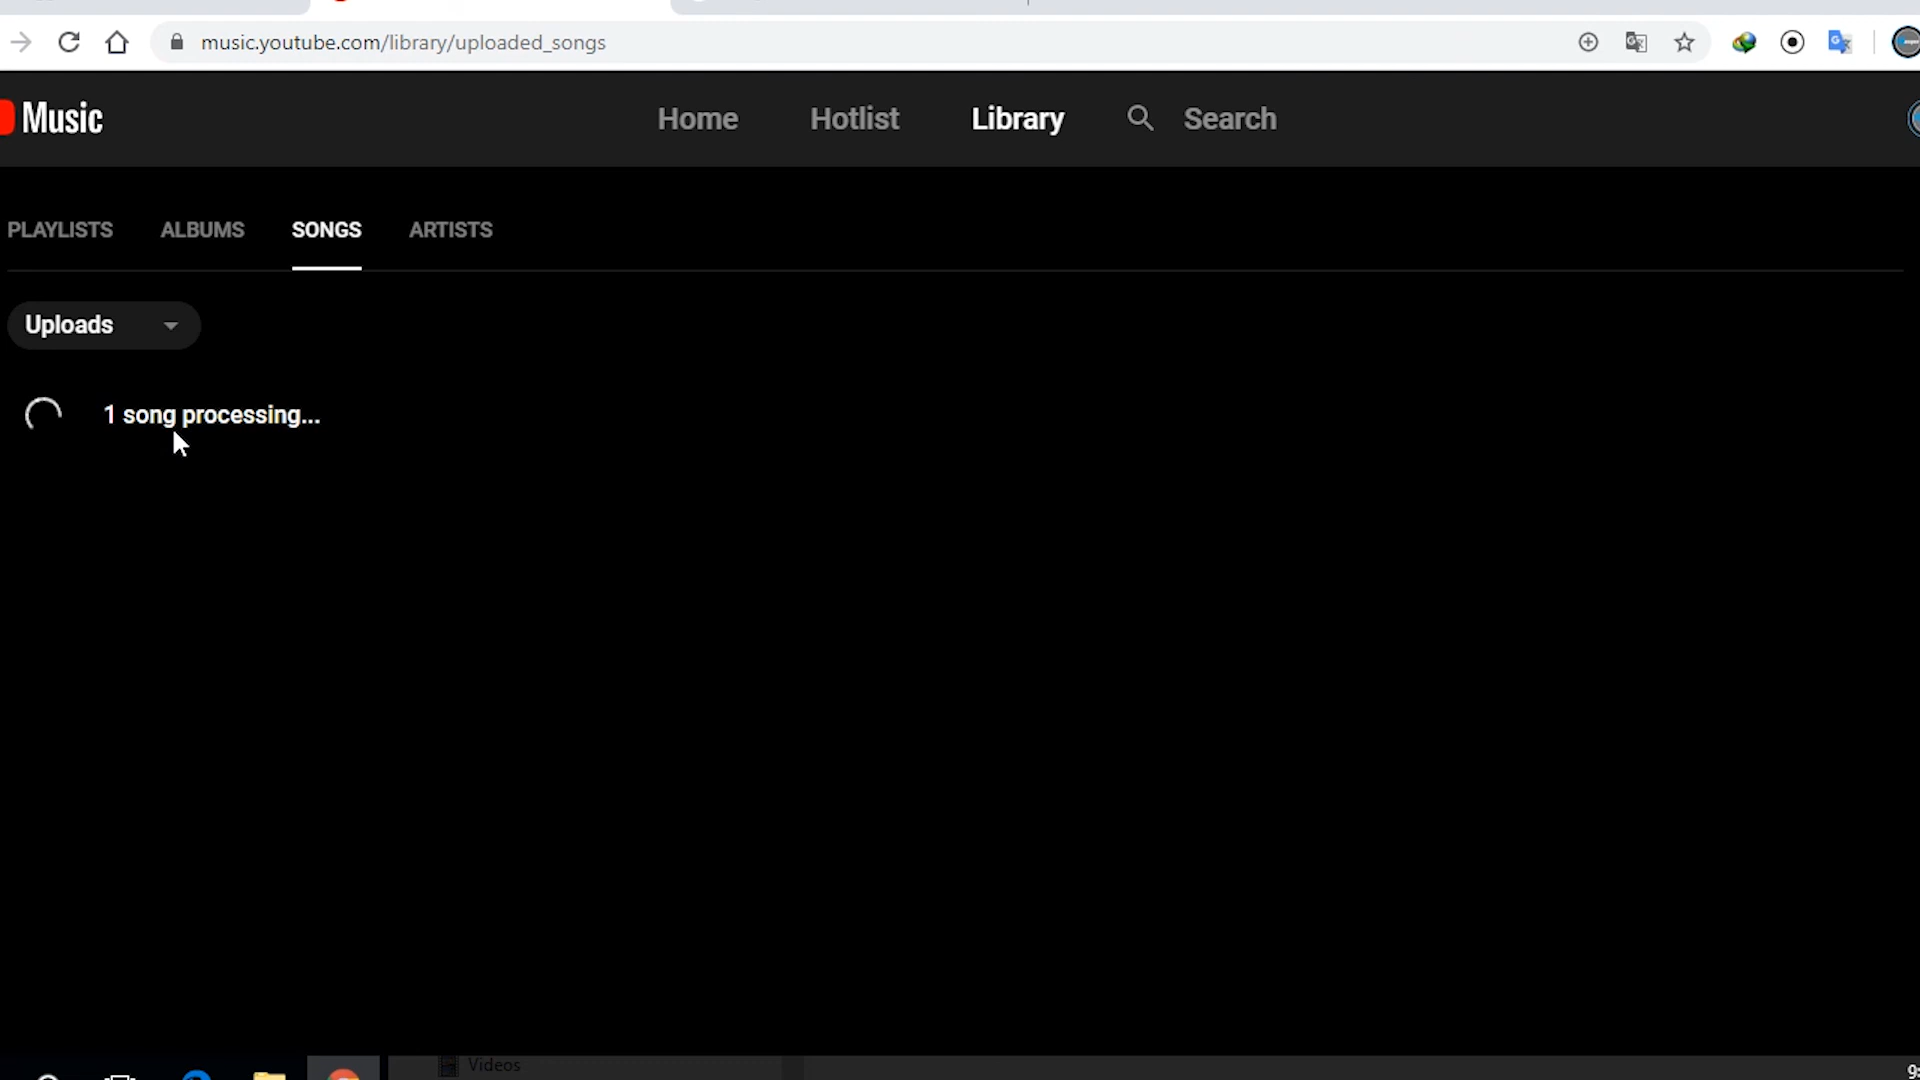 music.youtube.com/library/uploaded_songs
Music
Home Hotlist Library Search
PLAYLISTS ALBUMS SONGS ARTISTS
Uploads
1 song processing...
Videos